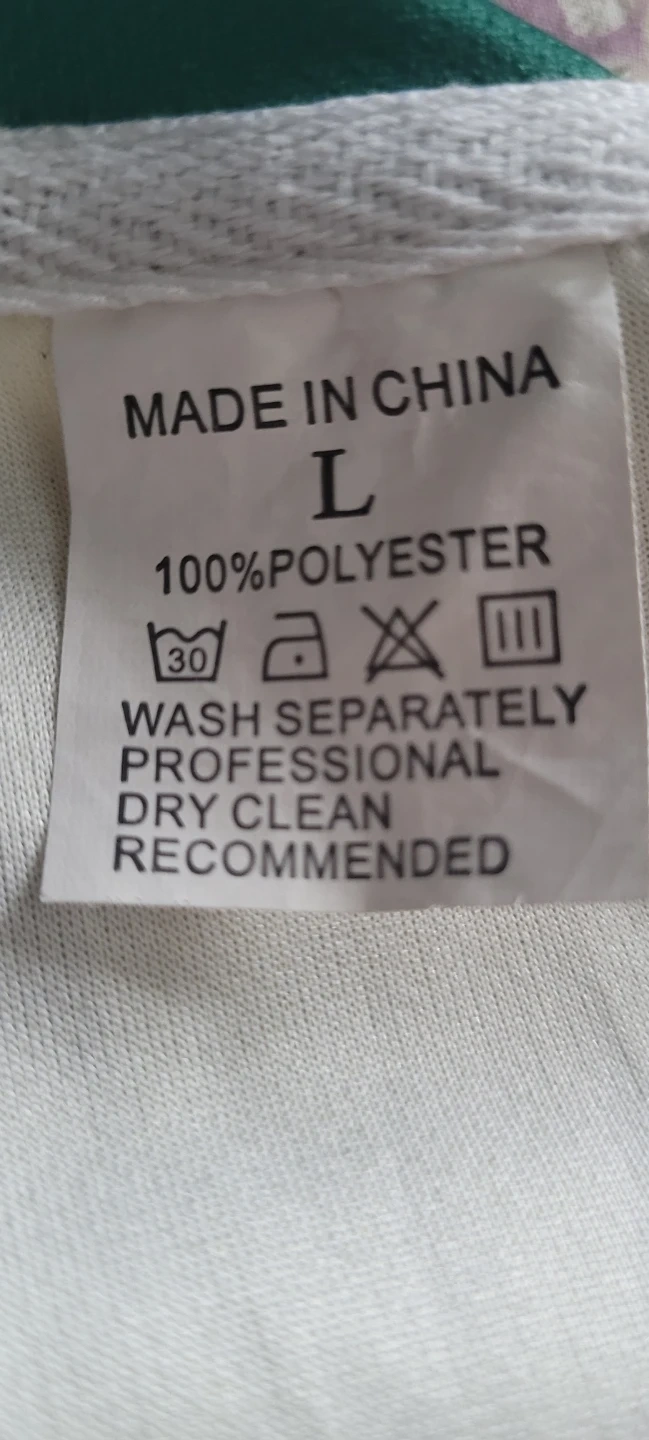 MADE IN CHINA
L
100%POLYESTER
30
WASH SEPARATELY
PROFESSIONAL
DRY CLEAN
RECOMMENDED